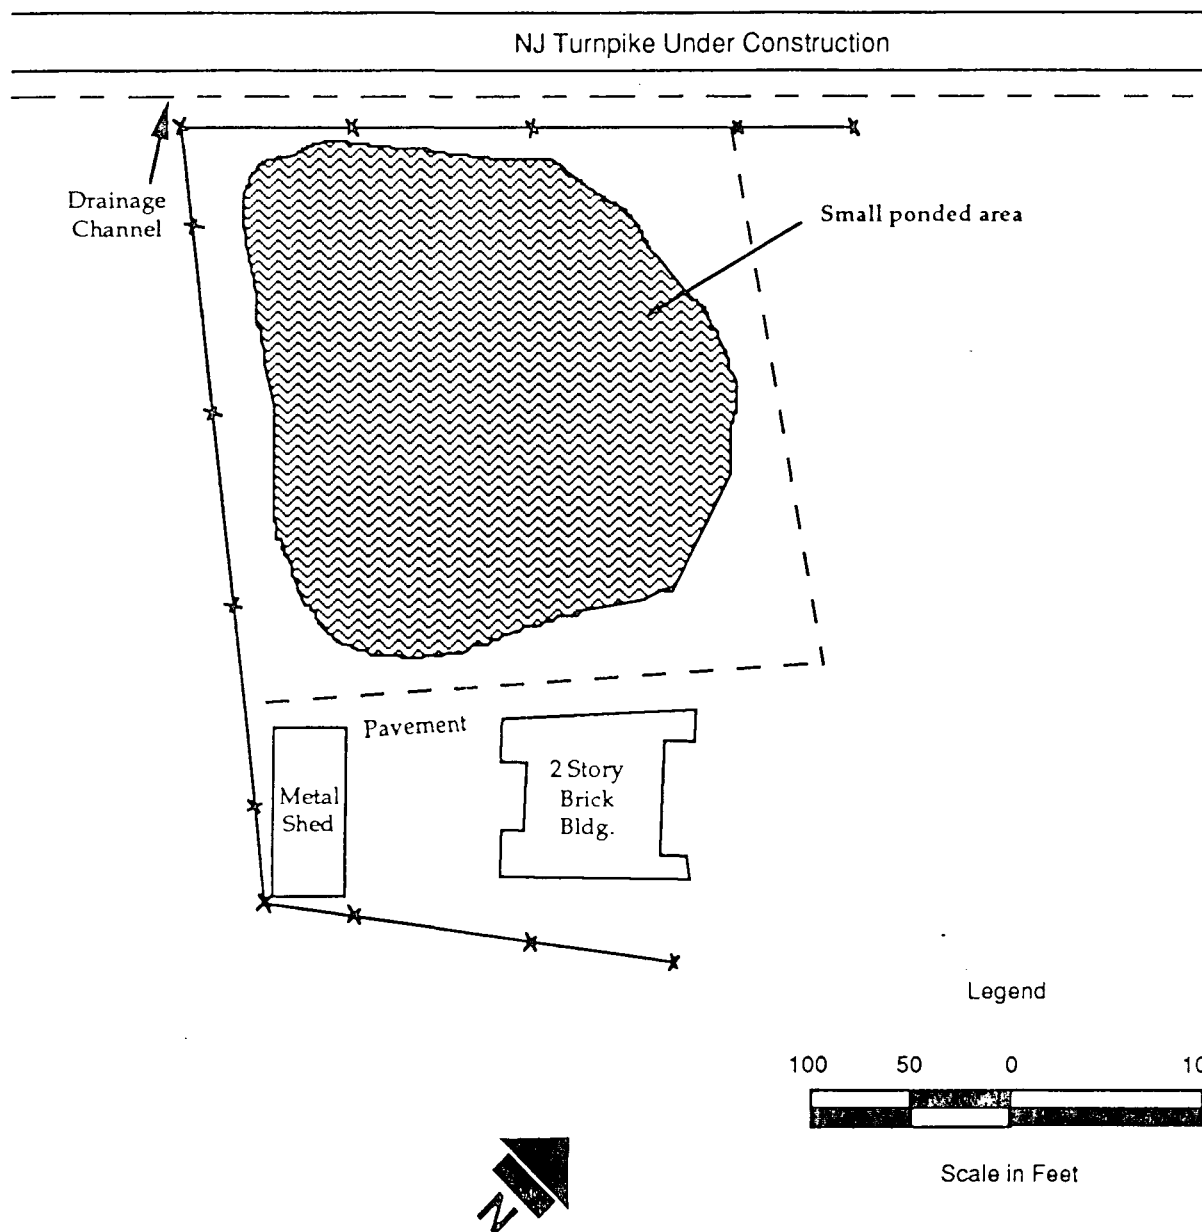 NJ Turnpike Under Construction
Drainage
Channel
Small ponded area
Pavement
Metal
Shed
2 Story
Brick
Bldg.
Legend
100 50 0 10
Scale in Feet
N